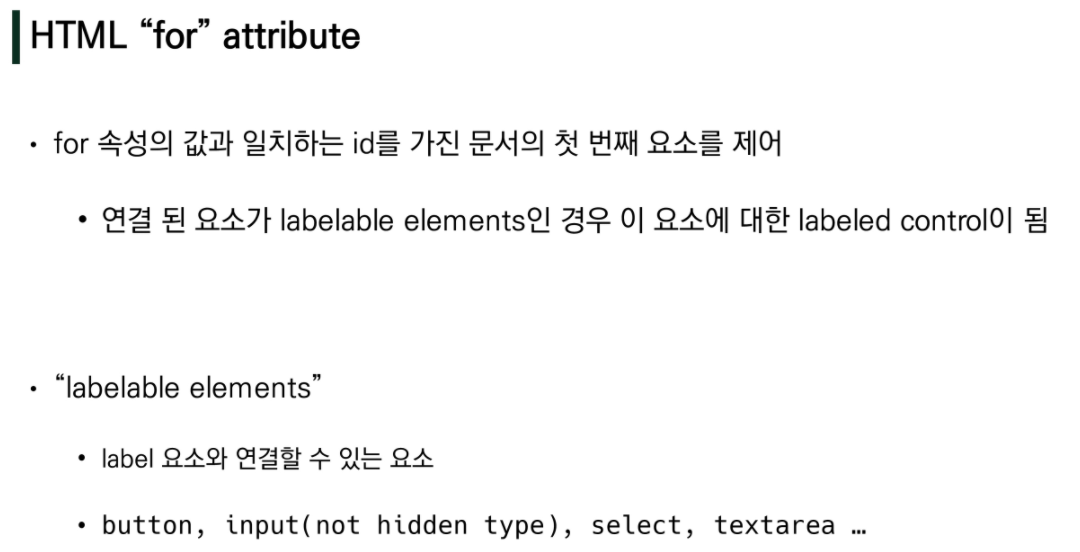 HTML “for” attribute
• for 속성의 값과 일치하는 id를 가진 문서의 첫 번째 요소를 제어
• 연결 된 요소가 labelable elements인 경우 이 요소에 대한 labeled control이 됨
• “labelable elements”
• label 요소와 연결할 수 있는 요소
• button, input(not hidden type), select, textarea …